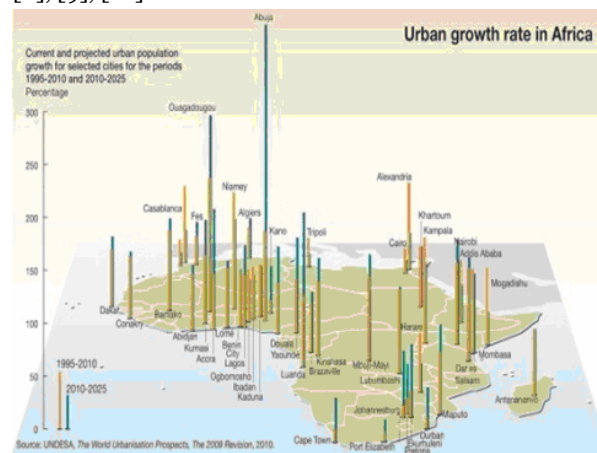 Abuja
Urban growth rate in Africa
Current and projected urban population
growth for selected cities for the periods
1995-2010 and 2010-2025
Percentage
300
Ouagadougou
250
Niamey
Alexandria
Casablanca
Fes
Algiers
200
Khartoum
Kano
Tripoli
Kampala
Cairo
Nairobi
Addis Ababa
150
Mogadishu
Dakar
Bamako
Conakry
100
Abidjan
Lome
Douala
Harare
Kumasi
Benin
Yaounde
Mombasa
Accra
City
Kinshasa
Mbuji-Mayi
Dar es
Lagos
Brazzaville
Salaam
1995-2010
Ogbomosho
Luanda
Lubumbashi
50
2010-2025
Ibadan
Kaduna
Antananarivo
Johannesburg
Maputo
0
Cape Town
Durban
Port Elizabeth
Ekurhuleni
Pretoria
Source: UNDESA, The World Urbanisation Prospects, The 2009 Revision, 2010.